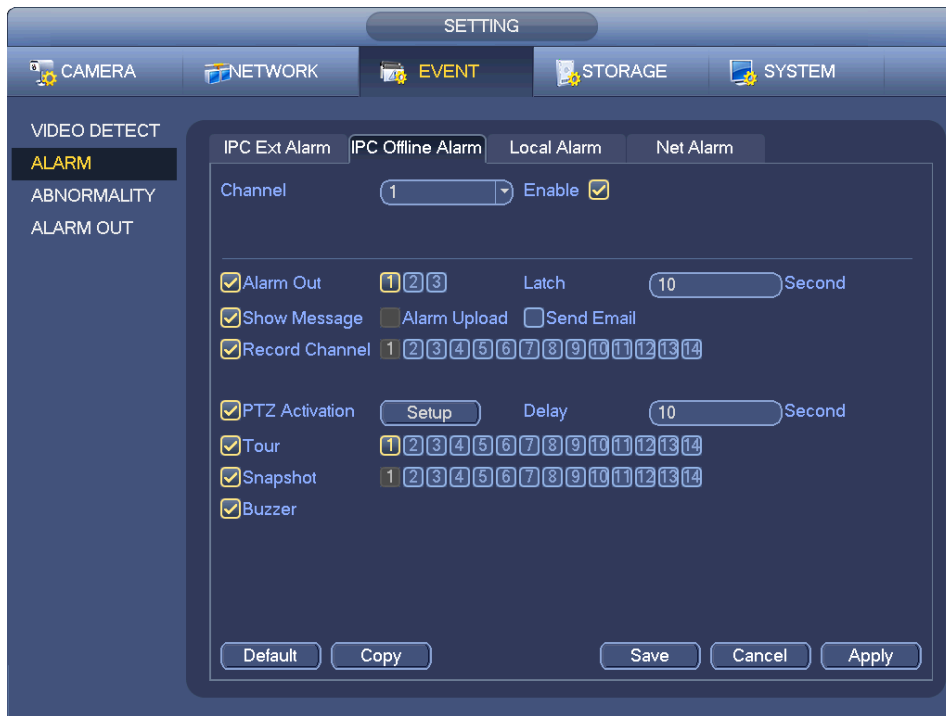 SETTING
CAMERA NETWORK EVENT STORAGE SYSTEM
VIDEO DETECT
ALARM
ABNORMALITY
ALARM OUT
IPC Ext Alarm IPC Offline Alarm Local Alarm Net Alarm
Channel 1 Enable
Alarm Out 1 2 3 Latch 10 Second
Show Message Alarm Upload Send Email
Record Channel 1 2 3 4 5 6 7 8 9 10 11 12 13 14
PTZ Activation Setup Delay 10 Second
Tour 1 2 3 4 5 6 7 8 9 10 11 12 13 14
Snapshot 1 2 3 4 5 6 7 8 9 10 11 12 13 14
Buzzer
Default Copy Save Cancel Apply